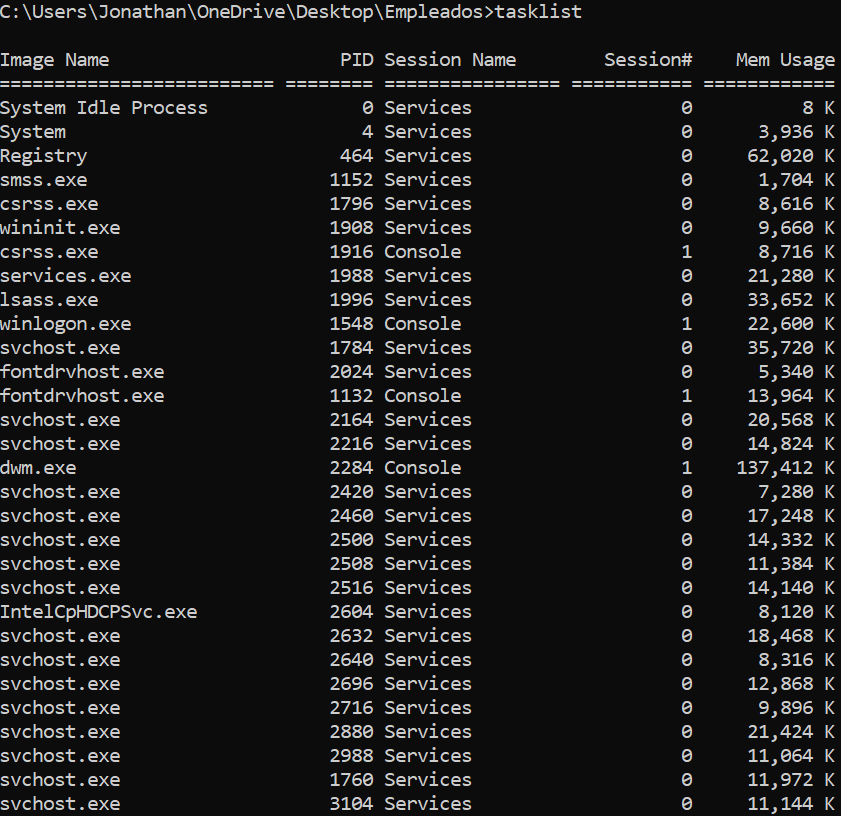 C:\Users\Jonathan\OneDrive\Desktop\Empleados>tasklist
Image Name                     PID Session Name        Session#    Mem Usage
========================= ======== ================ =========== ============
System Idle Process              0 Services                   0          8 K
System                           4 Services                   0      3,936 K
Registry                       464 Services                   0     62,020 K
smss.exe                      1152 Services                   0      1,704 K
csrss.exe                     1796 Services                   0      8,616 K
wininit.exe                   1908 Services                   0      9,660 K
csrss.exe                     1916 Console                    1      8,716 K
services.exe                  1988 Services                   0     21,280 K
lsass.exe                     1996 Services                   0     33,652 K
winlogon.exe                  1548 Console                    1     22,600 K
svchost.exe                   1784 Services                   0     35,720 K
fontdrvhost.exe               2024 Services                   0      5,340 K
fontdrvhost.exe               1132 Console                    1     13,964 K
svchost.exe                   2164 Services                   0     20,568 K
svchost.exe                   2216 Services                   0     14,824 K
dwm.exe                       2284 Console                    1    137,412 K
svchost.exe                   2420 Services                   0      7,280 K
svchost.exe                   2460 Services                   0     17,248 K
svchost.exe                   2500 Services                   0     14,332 K
svchost.exe                   2508 Services                   0     11,384 K
svchost.exe                   2516 Services                   0     14,140 K
IntelCpHDCPSvc.exe            2604 Services                   0      8,120 K
svchost.exe                   2632 Services                   0     18,468 K
svchost.exe                   2640 Services                   0      8,316 K
svchost.exe                   2696 Services                   0     12,868 K
svchost.exe                   2716 Services                   0      9,896 K
svchost.exe                   2880 Services                   0     21,424 K
svchost.exe                   2988 Services                   0     11,064 K
svchost.exe                   1760 Services                   0     11,972 K
svchost.exe                   3104 Services                   0     11,144 K